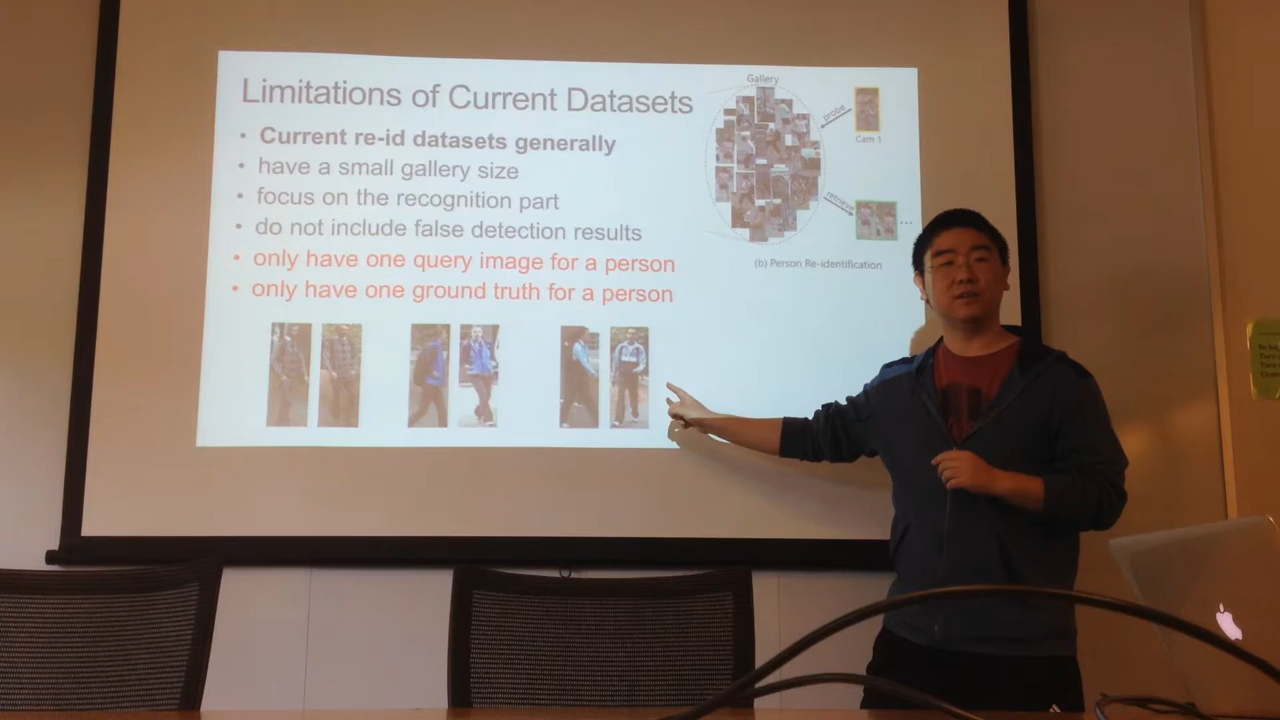 Limitations of Current Datasets
• Current re-id datasets generally
• have a small gallery size
• focus on the recognition part
• do not include false detection results
• only have one query image for a person
• only have one ground truth for a person
Gallery
probe
Cam 1
retrieve
...
(b) Person Re-identification